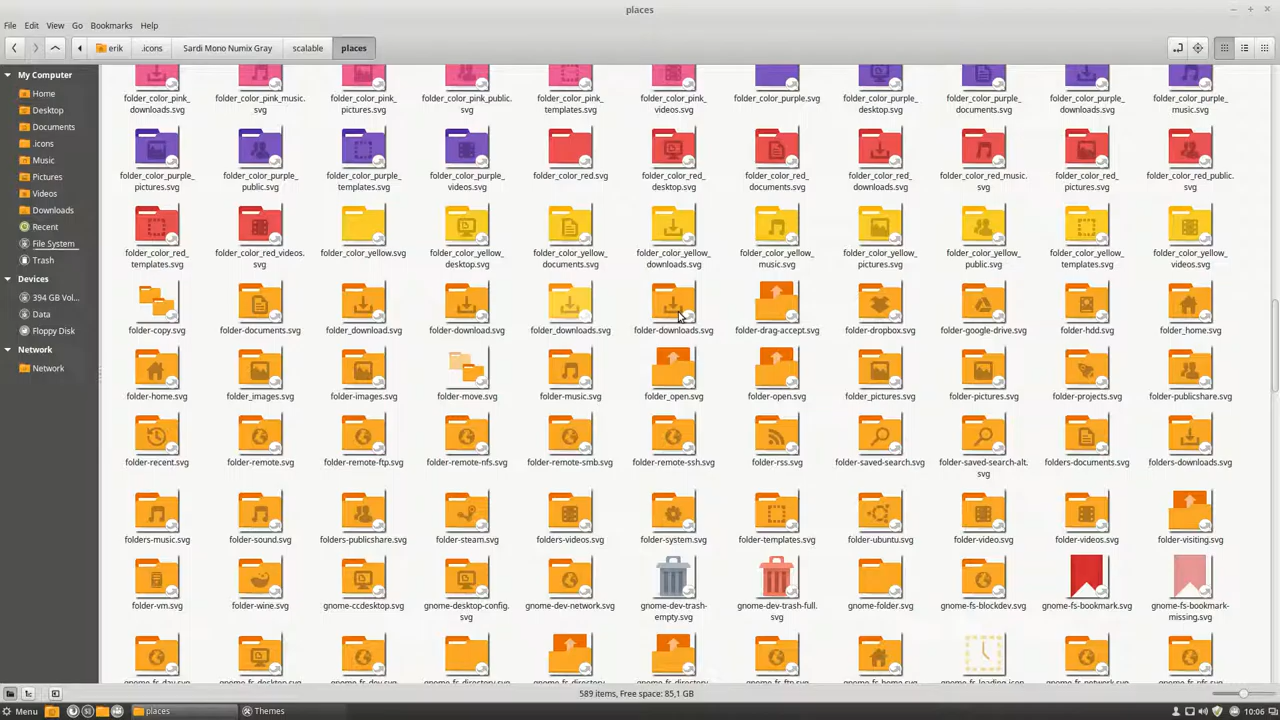 places
File Edit View Go Bookmarks Help
erik .icons Sardi Mono Numix Gray scalable places
My Computer
Home
Desktop
Documents
.icons
Music
Pictures
Videos
Downloads
Recent
File System
Trash
Devices
394 GB Vol...
Data
Floppy Disk
Network
Network
folder_color_pink_ folder_color_pink_music. folder_color_pink_ folder_color_pink_public. folder_color_pink_ folder_color_pink_ folder_color_purple.svg folder_color_purple_ folder_color_purple_ folder_color_purple_ folder_color_purple_
downloads.svg svg pictures.svg svg templates.svg videos.svg desktop.svg documents.svg downloads.svg music.svg
folder_color_purple_ folder_color_purple_ folder_color_purple_ folder_color_purple_ folder_color_red.svg folder_color_red_ folder_color_red_ folder_color_red_ folder_color_red_music. folder_color_red_ folder_color_red_public.
pictures.svg public.svg templates.svg videos.svg desktop.svg documents.svg downloads.svg svg pictures.svg svg
folder_color_red_ folder_color_red_videos. folder_color_yellow.svg folder_color_yellow_ folder_color_yellow_ folder_color_yellow_ folder_color_yellow_ folder_color_yellow_ folder_color_yellow_ folder_color_yellow_ folder_color_yellow_
templates.svg svg desktop.svg documents.svg downloads.svg music.svg pictures.svg public.svg templates.svg videos.svg
folder-copy.svg folder-documents.svg folder_download.svg folder-download.svg folder_downloads.svg folder-downloads.svg folder-drag-accept.svg folder-dropbox.svg folder-google-drive.svg folder-hdd.svg folder_home.svg
folder-home.svg folder_images.svg folder-images.svg folder-move.svg folder-music.svg folder_open.svg folder-open.svg folder_pictures.svg folder-pictures.svg folder-projects.svg folder-publicshare.svg
folder-recent.svg folder-remote.svg folder-remote-ftp.svg folder-remote-nfs.svg folder-remote-smb.svg folder-remote-ssh.svg folder-rss.svg folder-saved-search.svg folder-saved-search-alt. folders-documents.svg folders-downloads.svg
svg
folders-music.svg folder-sound.svg folders-publicshare.svg folder-steam.svg folders-videos.svg folder-system.svg folder-templates.svg folder-ubuntu.svg folder-video.svg folder-videos.svg folder-visiting.svg
folder-vm.svg folder-wine.svg gnome-ccdesktop.svg gnome-desktop-config. gnome-dev-network.svg gnome-dev-trash- gnome-dev-trash-full. gnome-folder.svg gnome-fs-blockdev.svg gnome-fs-bookmark.svg gnome-fs-bookmark-
svg empty.svg svg missing.svg
589 items, Free space: 85,1 GB
Menu places Themes 10:06